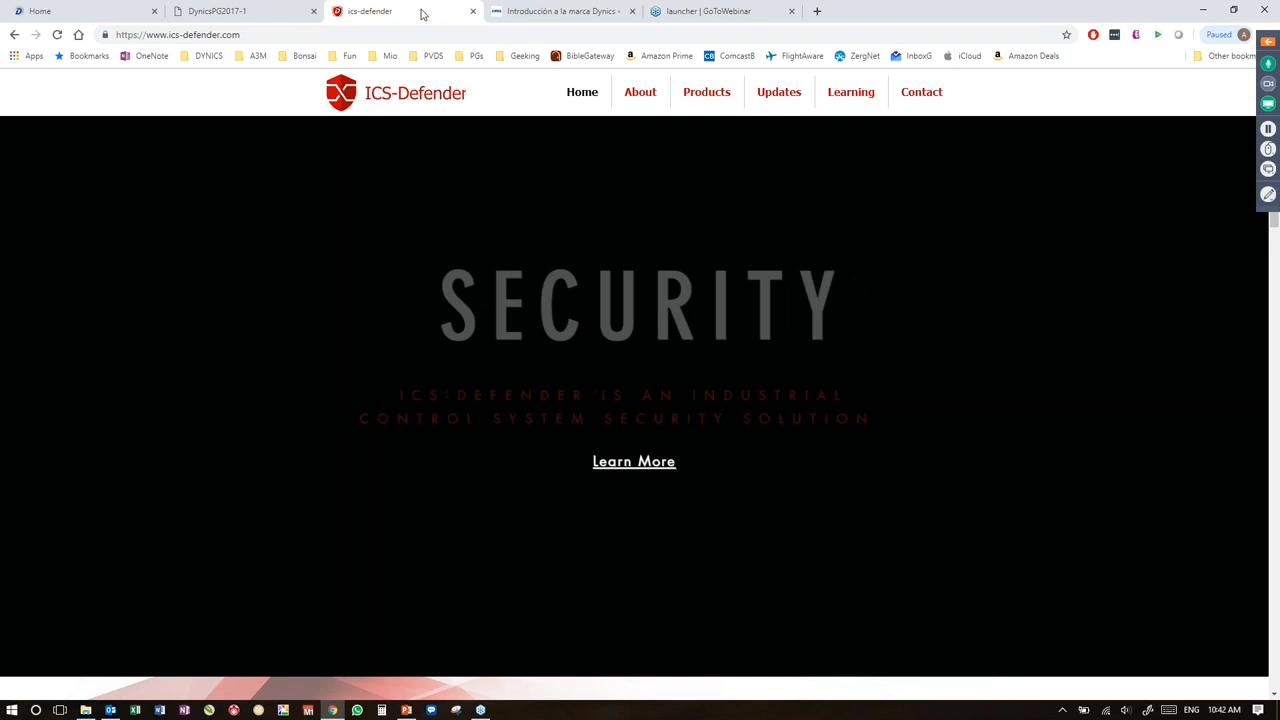 Home
DynicsPG2017-1
ics-defender
Introducción a la marca Dynics
launcher | GoToWebinar
https://www.ics-defender.com
Paused
A
Apps
Bookmarks
OneNote
DYNICS
A3M
Bonsai
Fun
Mio
PVDS
PGs
Geeking
BibleGateway
Amazon Prime
ComcastB
FlightAware
ZergNet
InboxG
iCloud
Amazon Deals
Other bookm
ICS-Defender
Home
About
Products
Updates
Learning
Contact
SECURITY
ICS-DEFENDER IS AN INDUSTRIAL
CONTROL SYSTEM SECURITY SOLUTION
Learn More
10:42 AM